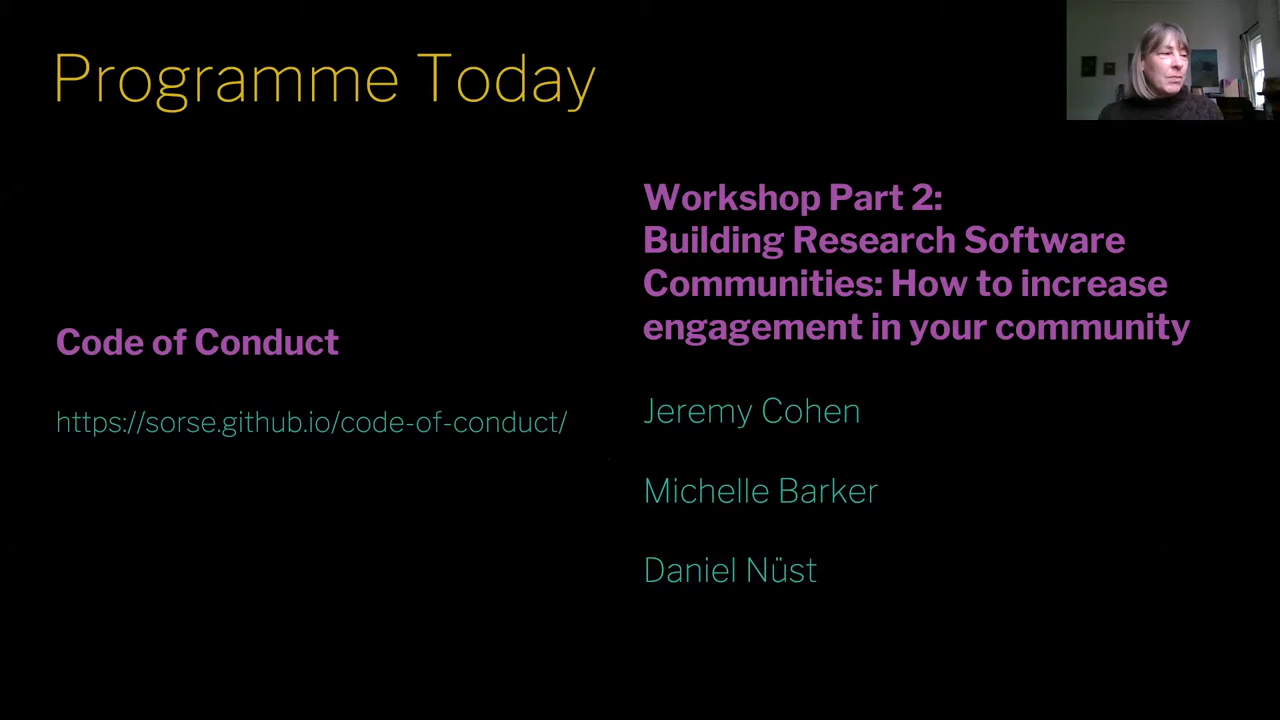 Programme Today
Code of Conduct
https://sorse.github.io/code-of-conduct/
Workshop Part 2:
Building Research Software
Communities: How to increase
engagement in your community
Jeremy Cohen
Michelle Barker
Daniel Nüst